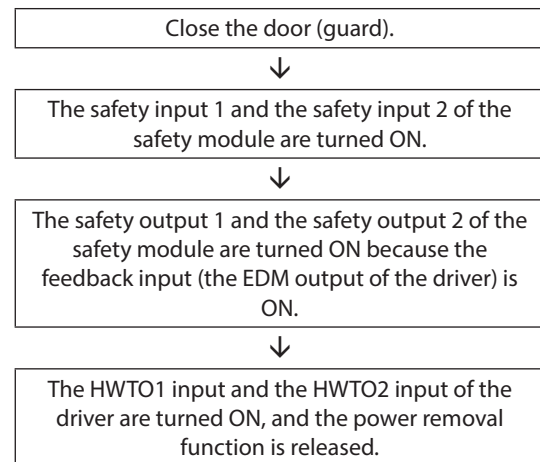 Close the door (guard).
The safety input 1 and the safety input 2 of the
safety module are turned ON.
The safety output 1 and the safety output 2 of the
safety module are turned ON because the
feedback input (the EDM output of the driver) is
ON.
The HWTO1 input and the HWTO2 input of the
driver are turned ON, and the power removal
function is released.